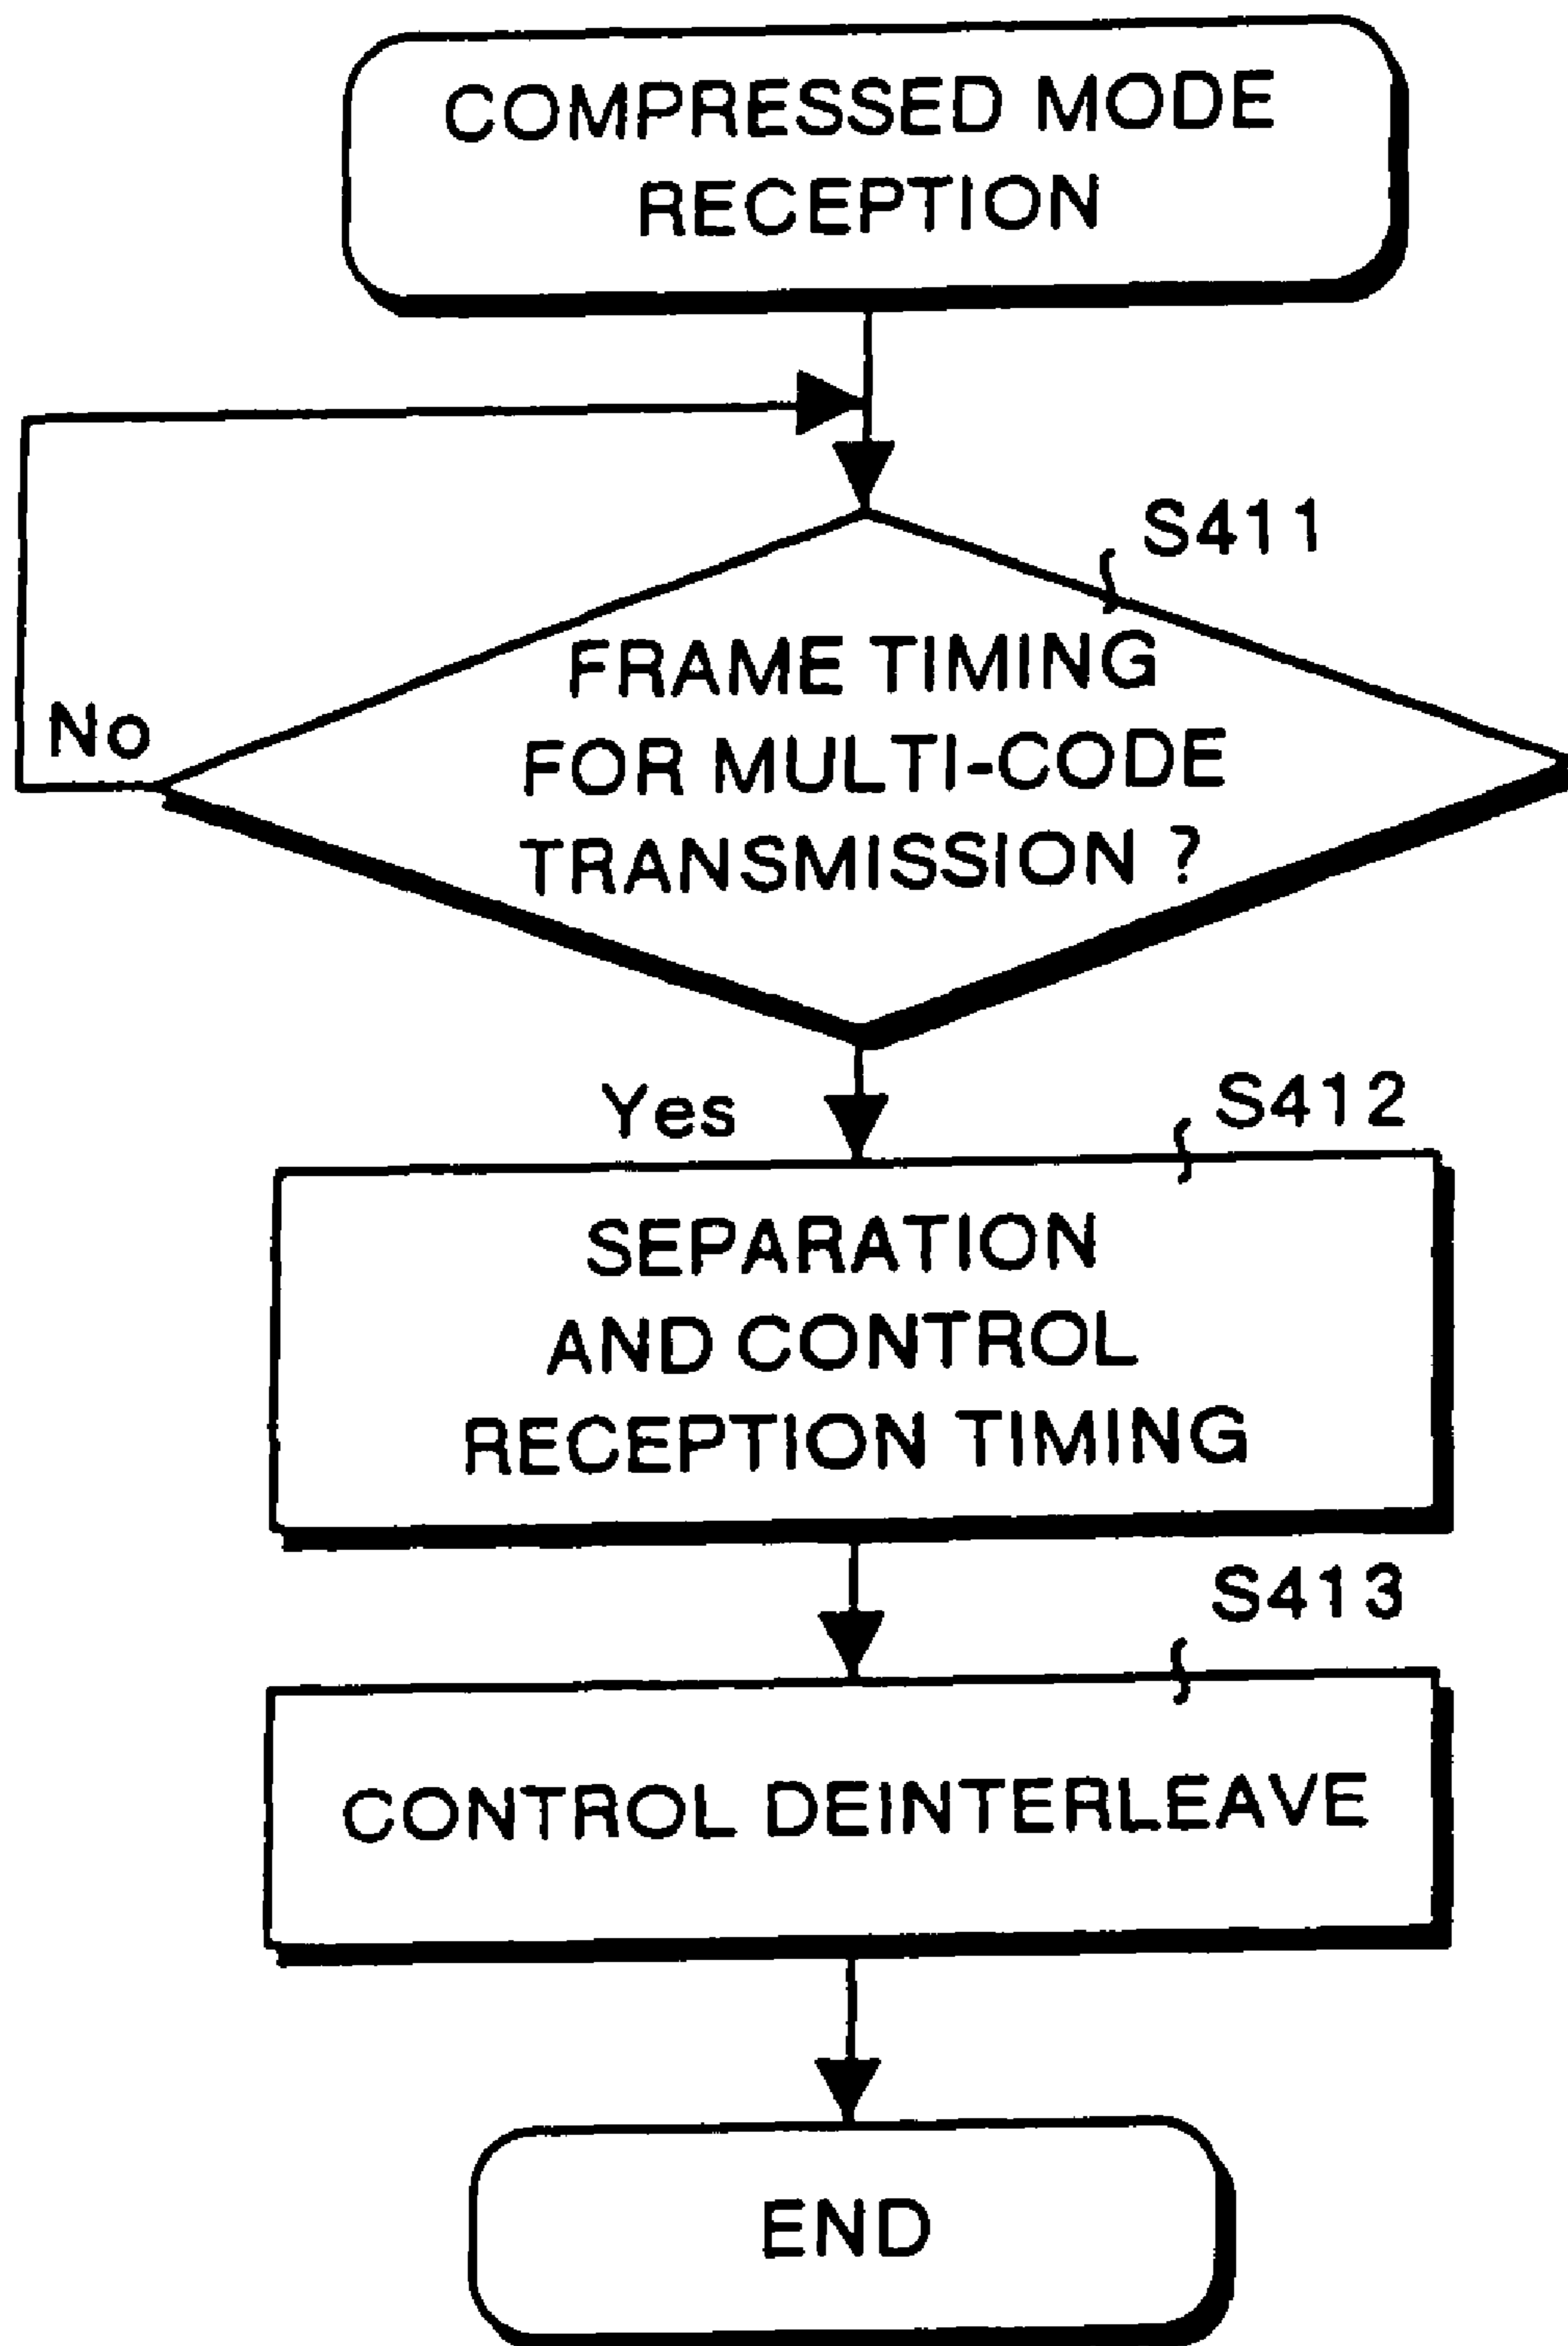 COMPRESSED MODE
RECEPTION
S411
FRAME TIMING
FOR MULTI-CODE
TRANSMISSION ?
No
Yes
S412
SEPARATION
AND CONTROL
RECEPTION TIMING
S413
CONTROL DEINTERLEAVE
END